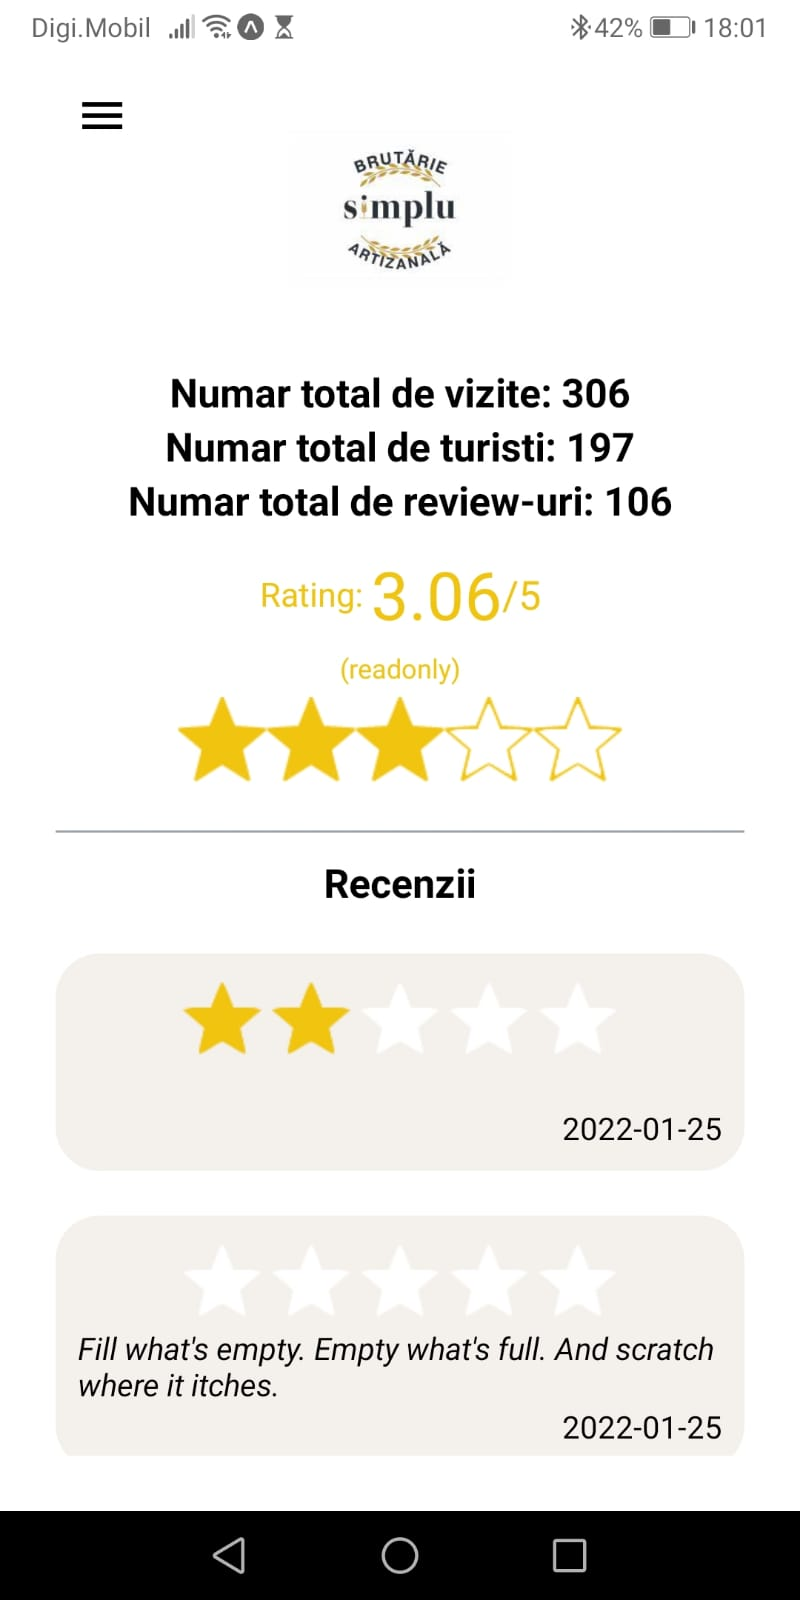 Digi.Mobil
42% 18:01
BRUTĂRIE
simplu
ARTIZANALĂ
Numar total de vizite: 306
Numar total de turisti: 197
Numar total de review-uri: 106
Rating: 3.06/5
(readonly)
Recenzii
2022-01-25
Fill what's empty. Empty what's full. And scratch
where it itches.
2022-01-25